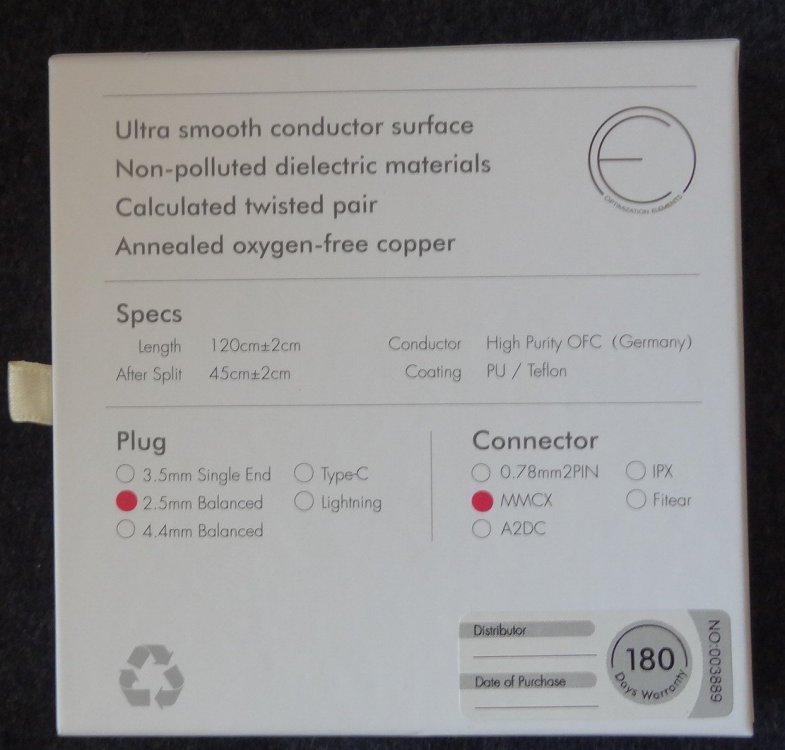 Ultra smooth conductor surface
Non-polluted dielectric materials
Calculated twisted pair
Annealed oxygen-free copper
OPTIMIZATION ELEMENTS
Specs
Length 120cm±2cm Conductor High Purity OFC (Germany)
After Split 45cm±2cm Coating PU / Teflon
Plug
3.5mm Single End Type-C
2.5mm Balanced Lightning
4.4mm Balanced
Connector
0.78mm2PIN IPX
MMCX Fitear
A2DC
Distributor
Date of Purchase
180
Days Warranty
NO:003889